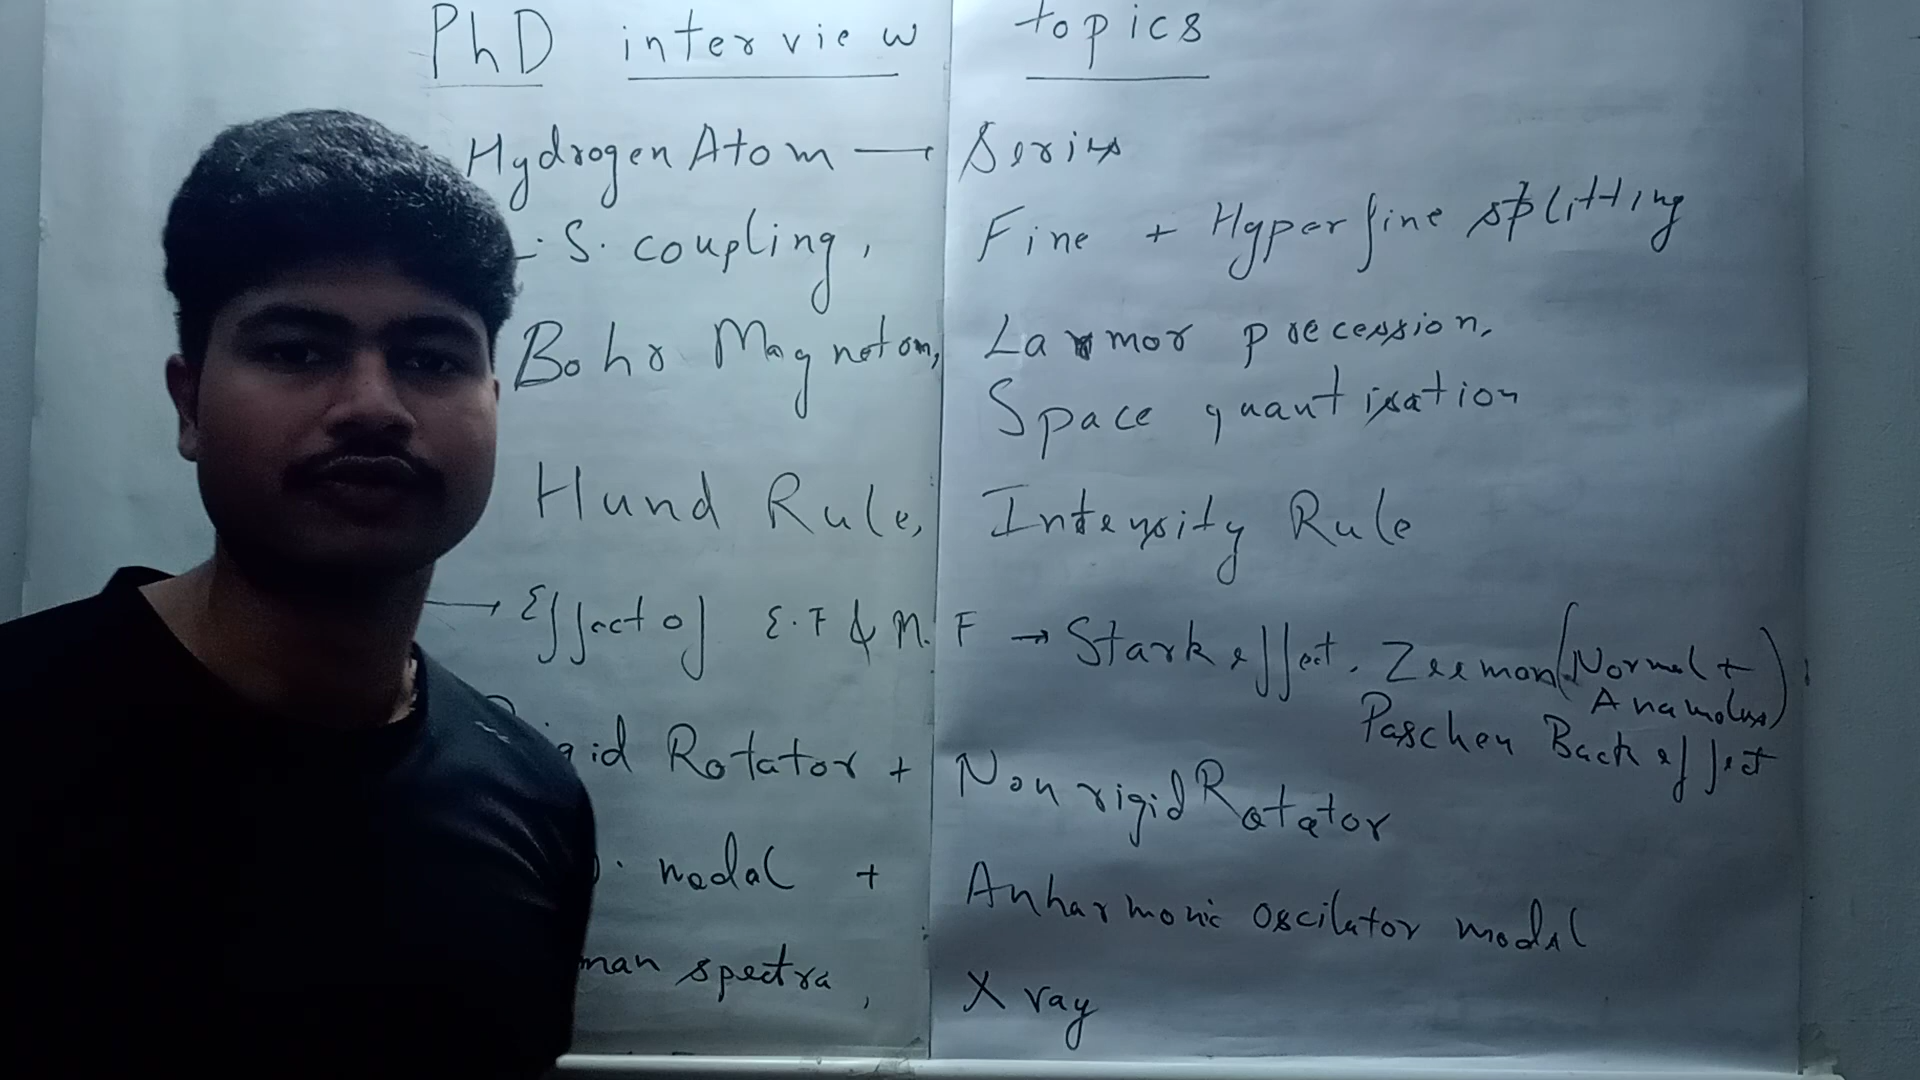 PhD interview topics
Hydrogen Atom — Series
S. coupling, Fine + Hyperfine splitting
Bohr Magneton, Larmor precession,
Space quantisation
Hund Rule, Intensity Rule
→ Effect of E.F & M.F → Stark effect, Zeeman (Normal + Anamolus),
Paschen Back effect
gid Rotator + Non rigid Rotator
. modal + Anharmonic oscilator modal
man spectra, X ray